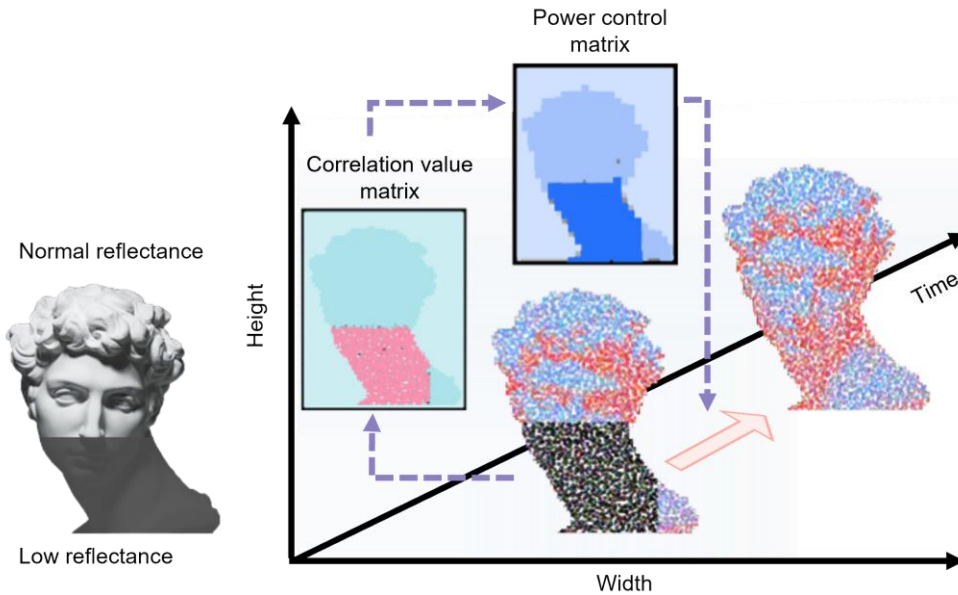 Power control
matrix
Correlation value
matrix
Normal reflectance
Height
Time
Low reflectance
Width